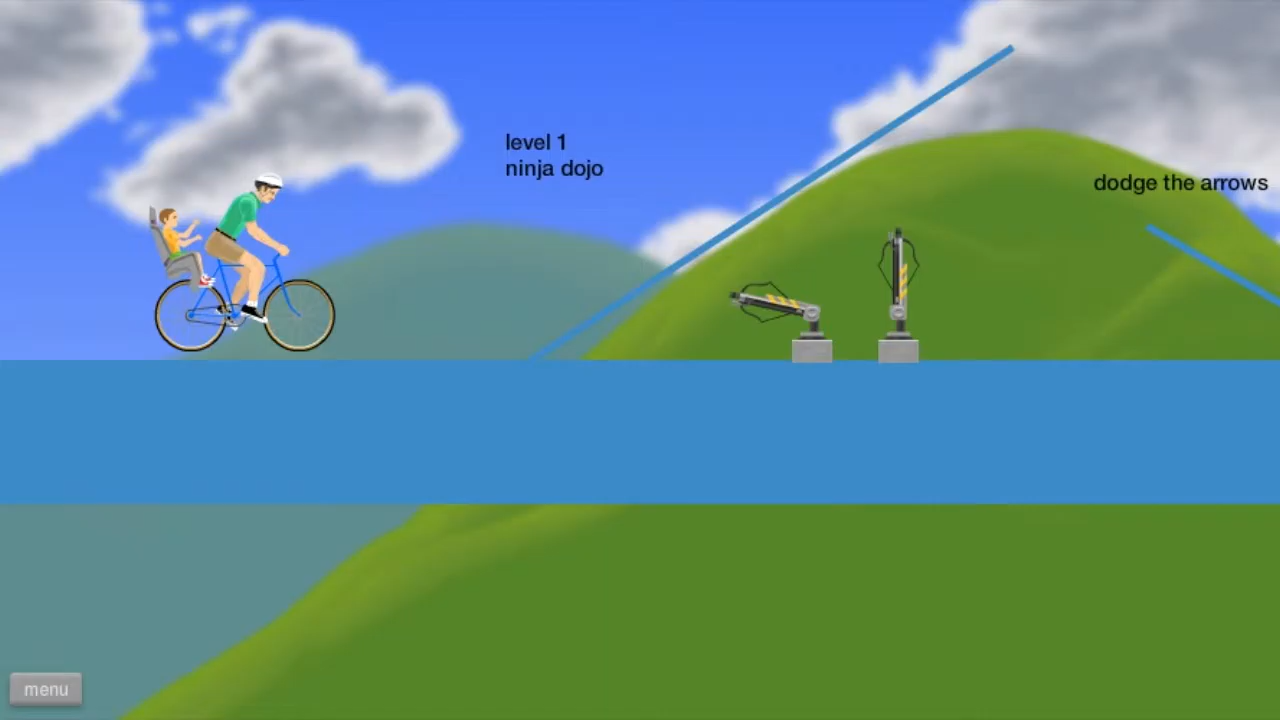 level 1
ninja dojo
dodge the arrows
menu